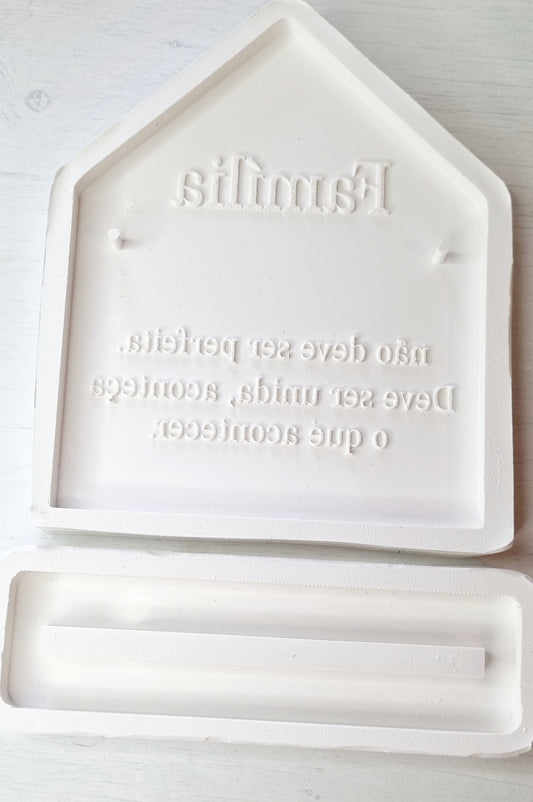 Família
não deve ser perfeita.
Deve ser unida, aconteça
o quê acontecer.